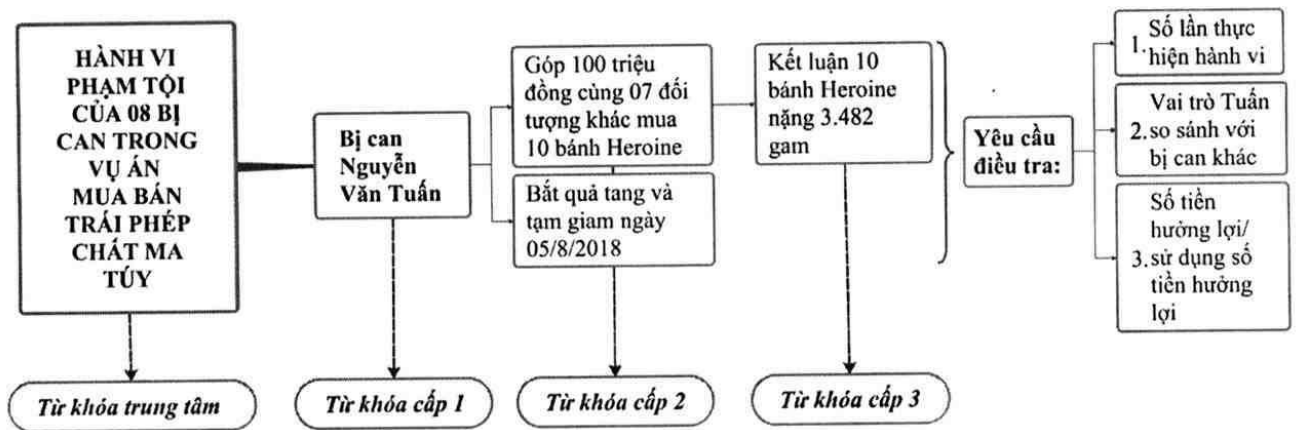 HÀNH VI
PHẠM TỘI
CỦA 08 BỊ
CAN TRONG
VỤ ÁN
MUA BÁN
TRÁI PHÉP
CHẤT MA
TÚY
Bị can
Nguyễn
Văn Tuấn
Góp 100 triệu
đồng cùng 07 đối
tượng khác mua
10 bánh Heroine
Bắt quả tang và
tạm giam ngày
05/8/2018
Kết luận 10
bánh Heroine
nặng 3.482
gam
Yêu cầu
điều tra:
Số lần thực
1. hiện hành vi
Vai trò Tuấn
2. so sánh với
bị can khác
Số tiền
hưởng lợi/
3. sử dụng số
tiền hưởng
lợi
Từ khóa trung tâm
Từ khóa cấp 1
Từ khóa cấp 2
Từ khóa cấp 3